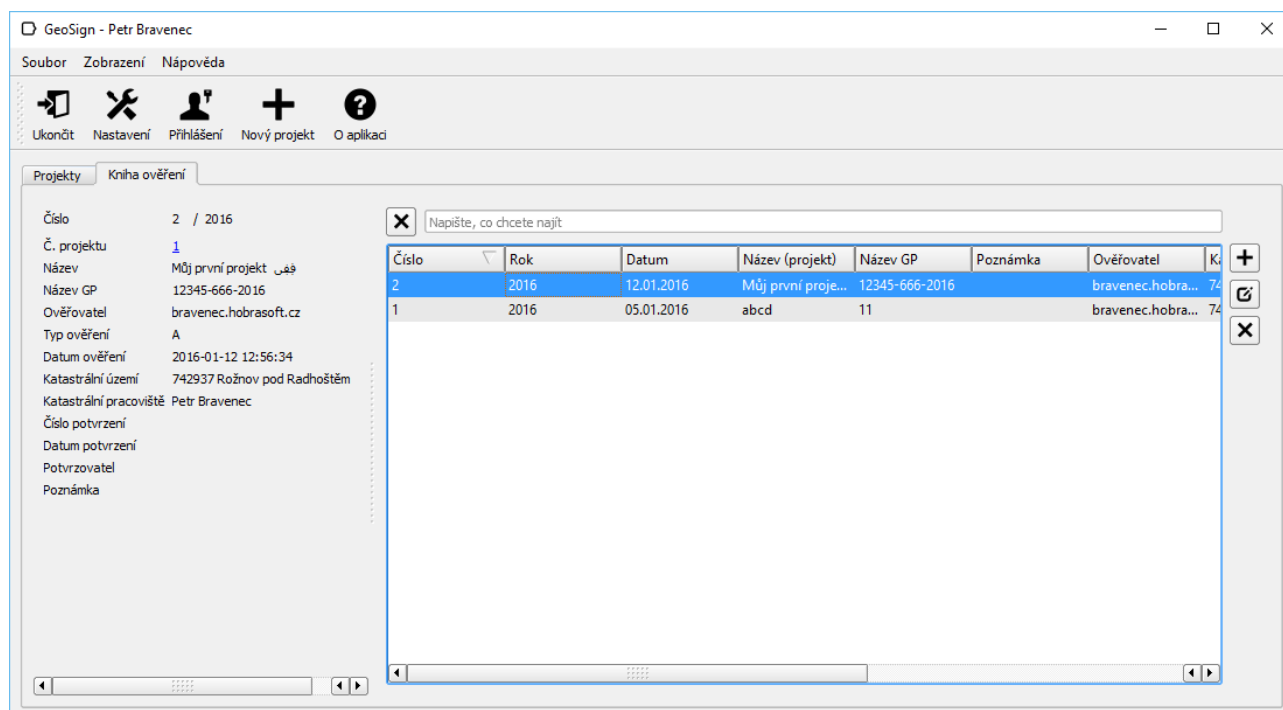 GeoSign - Petr Bravenec
Soubor Zobrazení Nápověda
Ukončit Nastavení Přihlášení Nový projekt O aplikaci
Projekty Kniha ověření
Číslo 2 / 2016
Č. projektu 1
Název Můj první projekt ففى
Název GP 12345-666-2016
Ověřovatel bravenec.hobrasoft.cz
Typ ověření A
Datum ověření 2016-01-12 12:56:34
Katastrální území 742937 Rožnov pod Radhoštěm
Katastrální pracoviště Petr Bravenec
Číslo potvrzení
Datum potvrzení
Potvrzovatel
Poznámka
Napište, co chcete najít
Číslo Rok Datum Název (projekt) Název GP Poznámka Ověřovatel Ka
2 2016 12.01.2016 Můj první proje... 12345-666-2016 bravenec.hobra... 74
1 2016 05.01.2016 abcd 11 bravenec.hobra... 74